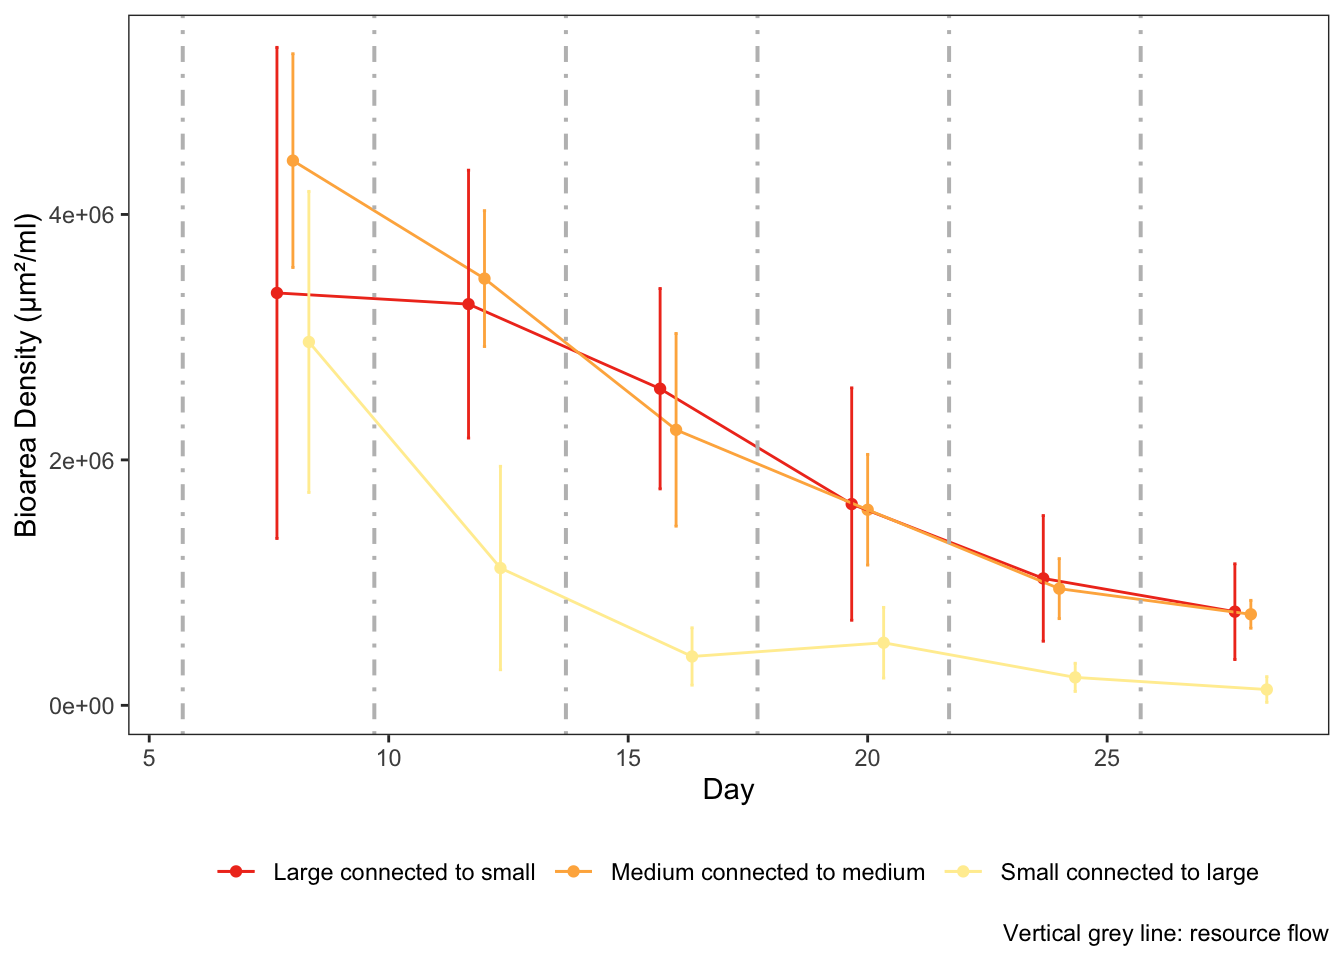 Bioarea Density (μm²/ml)
4e+06
2e+06
0e+00
5 10 15 20 25
Day
Large connected to small Medium connected to medium Small connected to large
Vertical grey line: resource flow